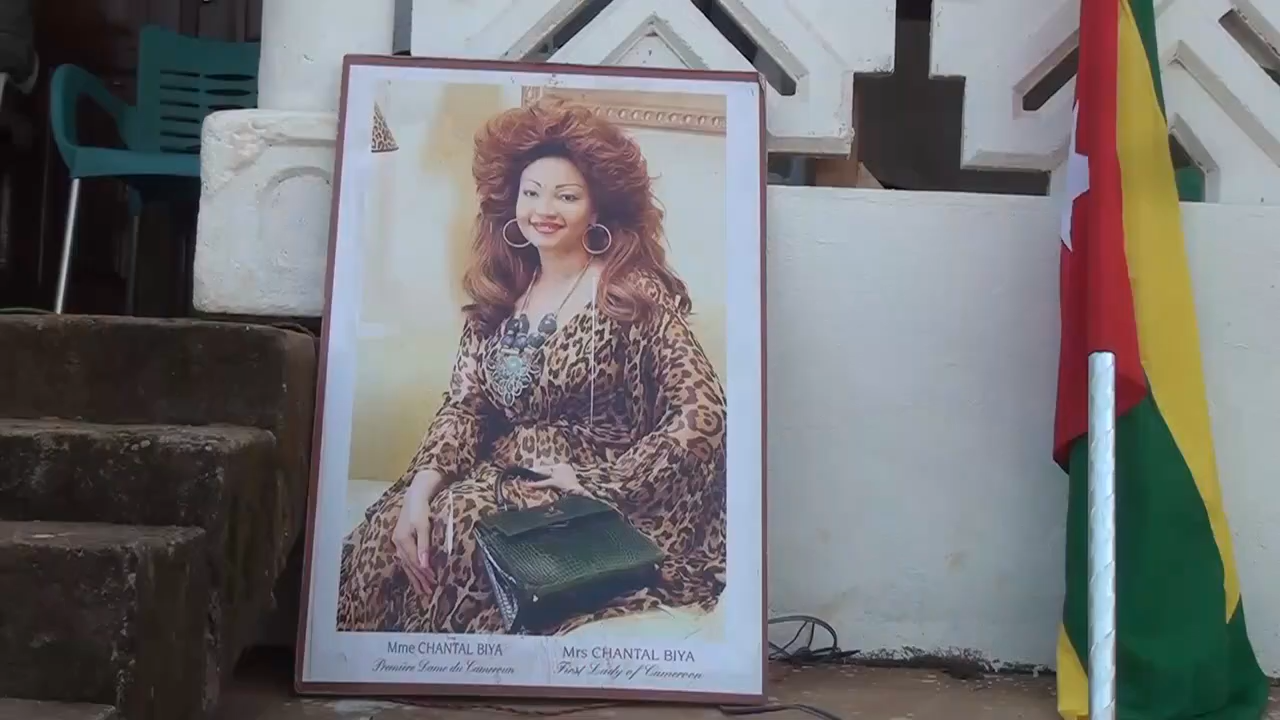 Mme CHANTAL BIYA
Première Dame du Cameroun
Mrs CHANTAL BIYA
First Lady of Cameroon